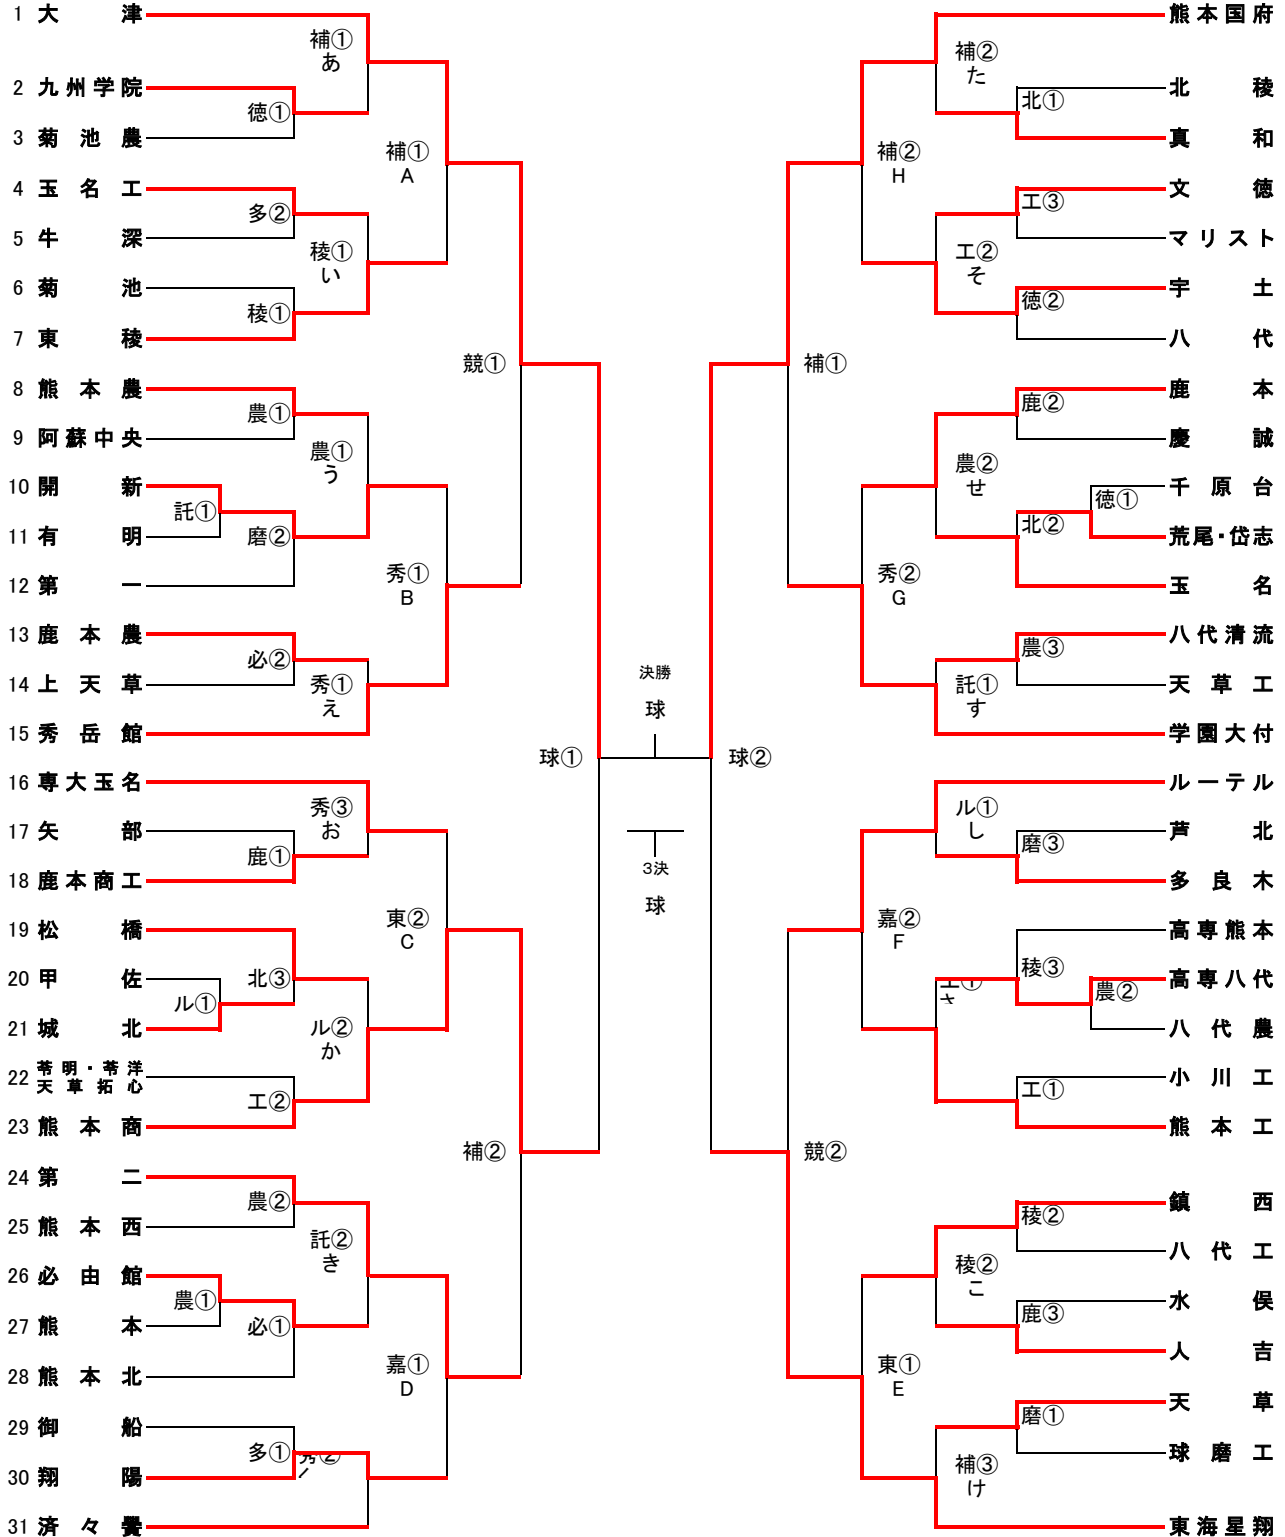 1 大津
2 九州学院
3 菊池農
4 玉名工
5 牛深
6 菊池
7 東稜
8 熊本農
9 阿蘇中央
10 開新
11 有明
12 第一
13 鹿本農
14 上天草
15 秀岳館
16 専大玉名
17 矢部
18 鹿本商工
19 松橋
20 甲佐
21 城北
22 苓明・苓洋
天草拓心
23 熊本商
24 第二
25 熊本西
26 必由館
27 熊本
28 熊本北
29 御船
30 翔陽
31 済々黌
徳①
多②
稜①
農①
託①
磨②
必②
鹿①
北③
ル①
工②
農②
農①
必①
多①
補①
あ
稜①
い
農①
う
秀①
え
秀③
お
ル②
か
託②
き
秀②
補①
A
秀①
B
東②
C
嘉①
D
競①
補②
球①
決勝
球
3決
球
球②
補①
競②
補②
H
秀②
G
嘉②
F
東①
E
補②
た
工②
そ
農②
せ
託①
す
ル①
し
稜②
こ
補③
け
北①
工③
徳②
鹿②
徳①
北②
農③
磨③
稜③
農②
工①
稜②
鹿③
磨①
熊本国府
北稜
真和
文徳
マリスト
宇土
八代
鹿本
慶誠
千原台
荒尾・岱志
玉名
八代清流
天草工
学園大付
ルーテル
芦北
多良木
高専熊本
高専八代
八代農
小川工
熊本工
鎮西
八代工
水俣
人吉
天草
球磨工
東海星翔